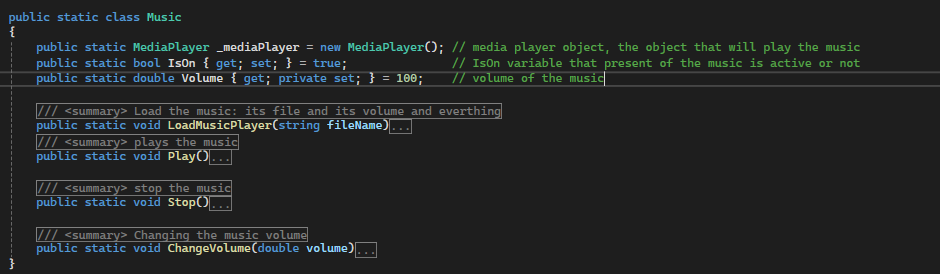 public static class Music
{
public static MediaPlayer _mediaPlayer = new MediaPlayer(); // media player object, the object that will play the music
public static bool IsOn { get; set; } = true; // IsOn variable that present of the music is active or not
public static double Volume { get; private set; } = 100; // volume of the music
/// <summary> Load the music: its file and its volume and everthing
public static void LoadMusicPlayer(string fileName)...
/// <summary> plays the music
public static void Play()...
/// <summary> stop the music
public static void Stop()...
/// <summary> Changing the music volume
public static void ChangeVolume(double volume)...
}